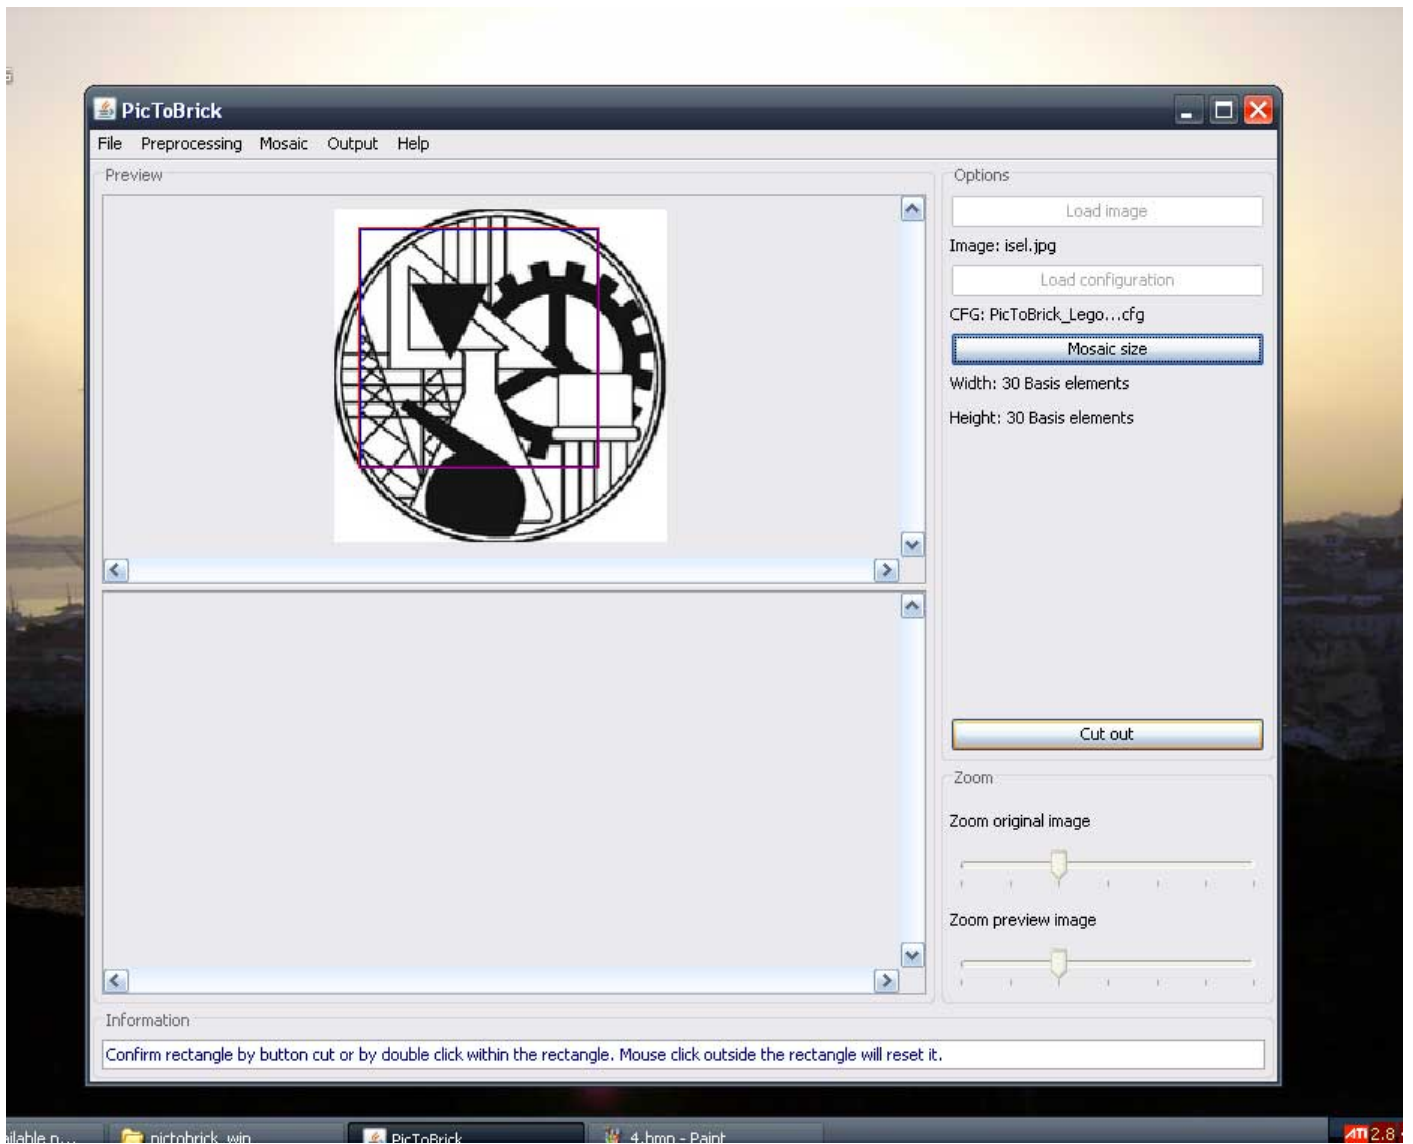 PicToBrick
File Preprocessing Mosaic Output Help
Preview
Options
Load image
Image: isel.jpg
Load configuration
CFG: PicToBrick_Lego...cfg
Mosaic size
Width: 30 Basis elements
Height: 30 Basis elements
Cut out
Zoom
Zoom original image
Zoom preview image
Information
Confirm rectangle by button cut or by double click within the rectangle. Mouse click outside the rectangle will reset it.
ailable n... pictobrick_win PicToBrick 4.bmp - Paint ATI 2.8